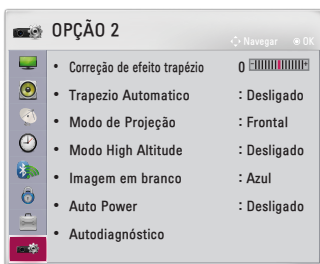 OPÇÃO 2
Navegar OK
• Correção de efeito trapézio 0 - +
• Trapezio Automatico : Desligado
• Modo de Projeção : Frontal
• Modo High Altitude : Desligado
• Imagem em branco : Azul
• Auto Power : Desligado
• Autodiagnóstico